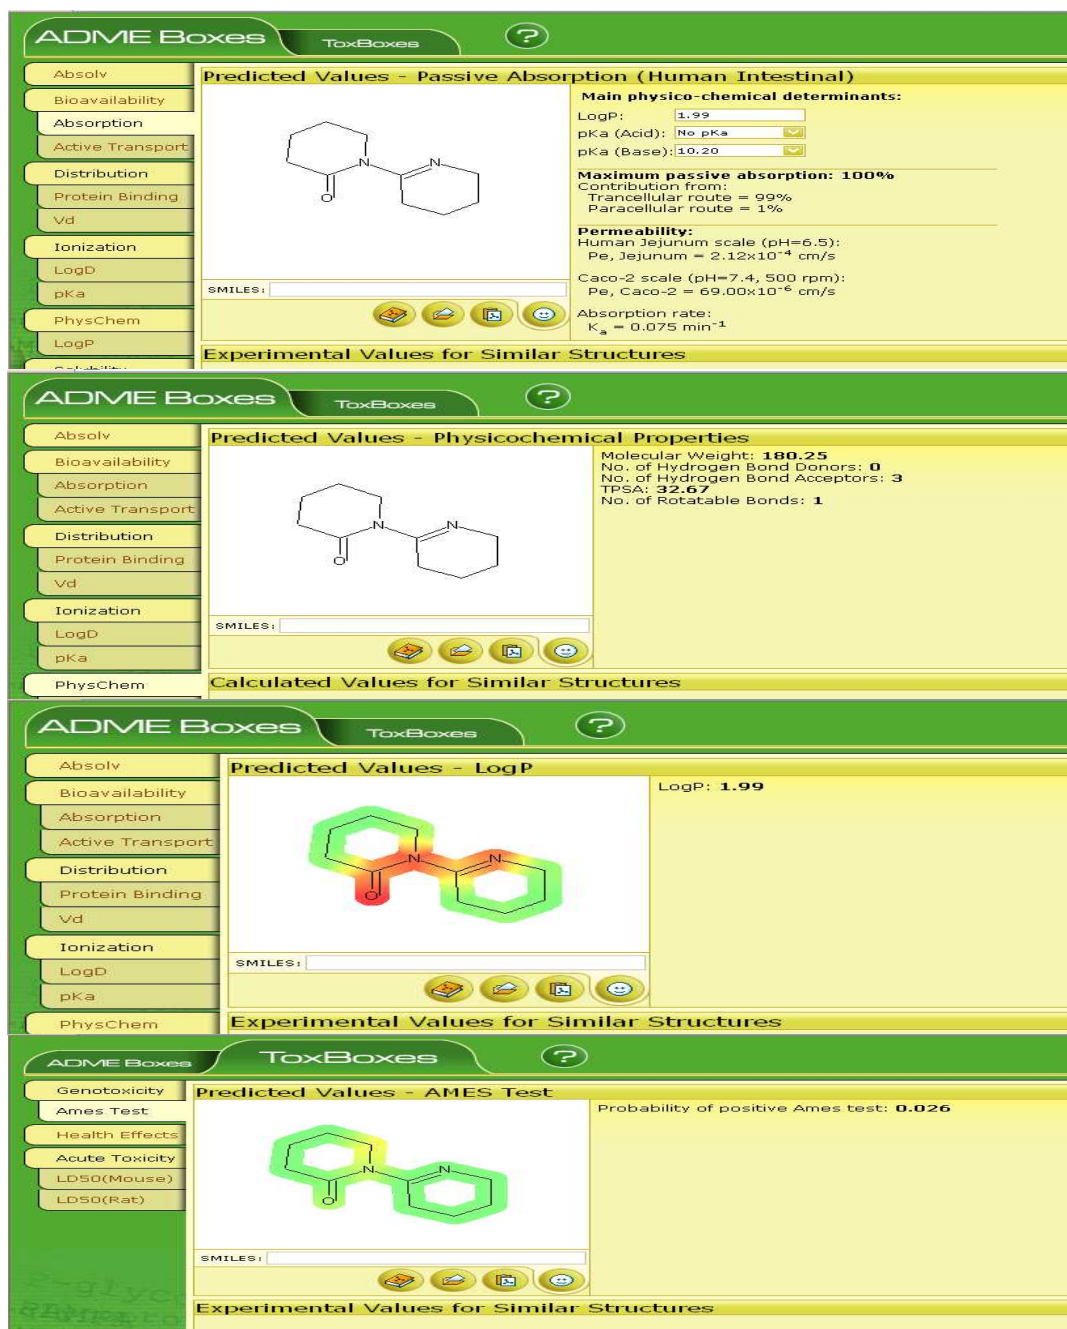 ADME Boxes
ToxBoxes
?
Absolv
Bioavailability
Absorption
Active Transport
Distribution
Protein Binding
Vd
Ionization
LogD
pKa
PhysChem
LogP
Solubility
Predicted Values - Passive Absorption (Human Intestinal)
N
N
O
SMILES:
Main physico-chemical determinants:
LogP: 1.99
pKa (Acid): No pKa
pKa (Base): 10.20
Maximum passive absorption: 100%
Contribution from:
Trancellular route = 99%
Paracellular route = 1%
Permeability:
Human Jejunum scale (pH=6.5):
Pe, Jejunum = 2.12x10⁻⁴ cm/s
Caco-2 scale (pH=7.4, 500 rpm):
Pe, Caco-2 = 69.00x10⁻⁶ cm/s
Absorption rate:
Kₐ = 0.075 min⁻¹
Experimental Values for Similar Structures
ADME Boxes
ToxBoxes
?
Absolv
Bioavailability
Absorption
Active Transport
Distribution
Protein Binding
Vd
Ionization
LogD
pKa
PhysChem
Predicted Values - Physicochemical Properties
N
N
O
SMILES:
Molecular Weight: 180.25
No. of Hydrogen Bond Donors: 0
No. of Hydrogen Bond Acceptors: 3
TPSA: 32.67
No. of Rotatable Bonds: 1
Calculated Values for Similar Structures
ADME Boxes
ToxBoxes
?
Absolv
Bioavailability
Absorption
Active Transport
Distribution
Protein Binding
Vd
Ionization
LogD
pKa
PhysChem
Predicted Values - LogP
N
N
O
SMILES:
LogP: 1.99
Experimental Values for Similar Structures
ADME Boxes
ToxBoxes
?
Genotoxicity
Ames Test
Health Effects
Acute Toxicity
LD50(Mouse)
LD50(Rat)
Predicted Values - AMES Test
N
N
O
SMILES:
Probability of positive Ames test: 0.026
Experimental Values for Similar Structures